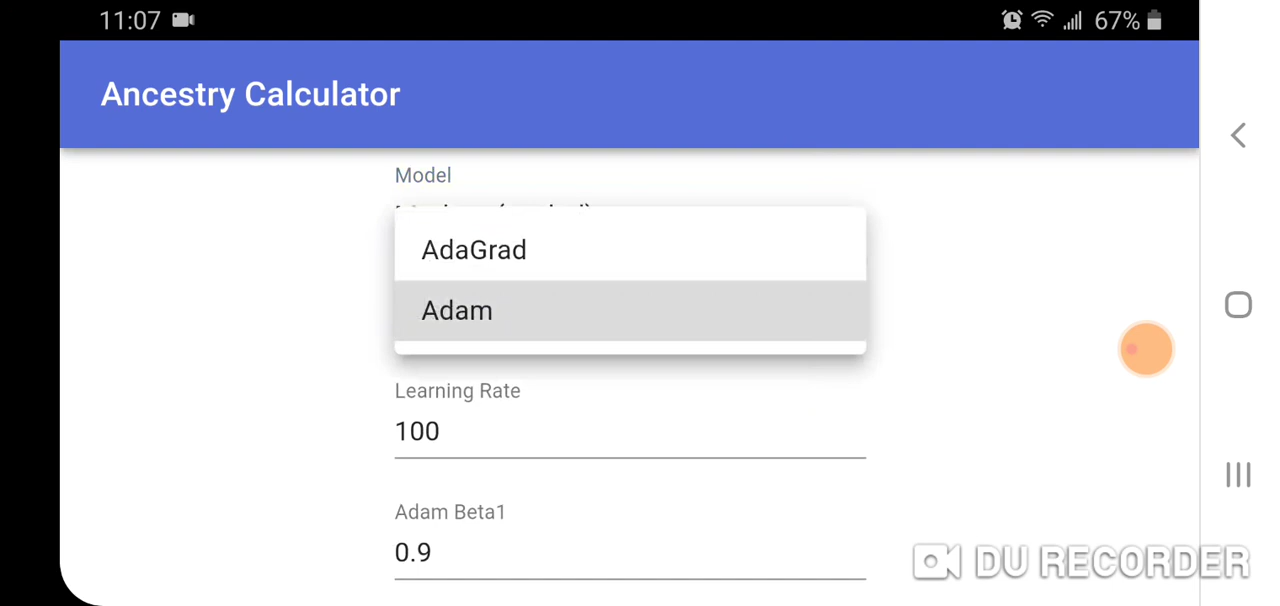 11:07 67%
Ancestry Calculator
Model
AdaGrad
Adam
Learning Rate
100
Adam Beta1
0.9
DU RECORDER